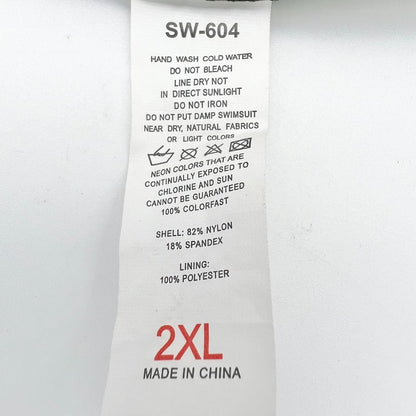 SW-604
HAND WASH COLD WATER
DO NOT BLEACH
LINE DRY NOT
IN DIRECT SUNLIGHT
DO NOT IRON
DO NOT PUT DAMP SWIMSUIT
NEAR DRY, NATURAL FABRICS
OR LIGHT COLORS
NEON COLORS THAT ARE
CONTINUALLY EXPOSED TO
CHLORINE AND SUN
CANNOT BE GUARANTEED
100% COLORFAST
SHELL: 82% NYLON
18% SPANDEX
LINING:
100% POLYESTER
2XL
MADE IN CHINA